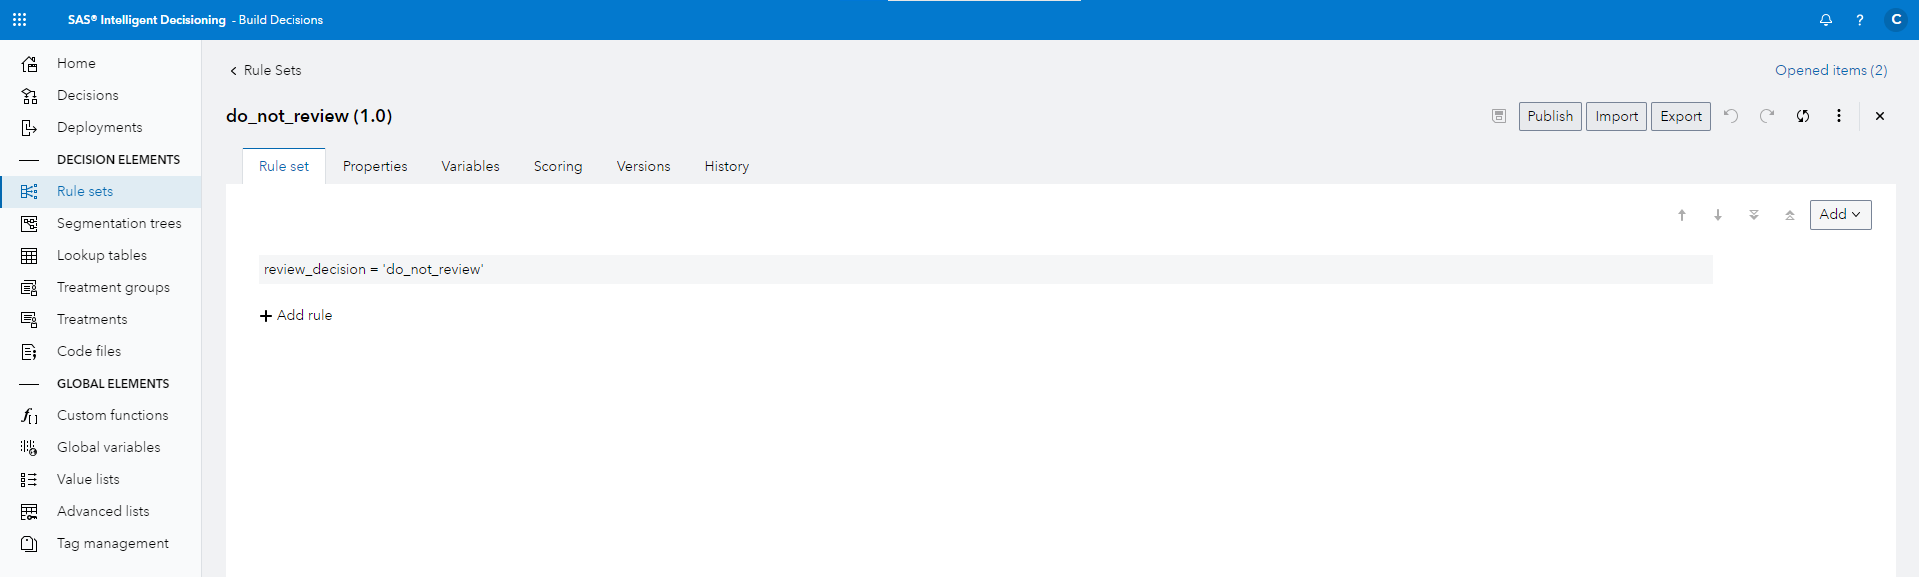 SAS® Intelligent Decisioning - Build Decisions
?
C
Home
Decisions
Deployments
DECISION ELEMENTS
Rule sets
Segmentation trees
Lookup tables
Treatment groups
Treatments
Code files
GLOBAL ELEMENTS
Custom functions
Global variables
Value lists
Advanced lists
Tag management
Rule Sets
Opened items (2)
do_not_review (1.0)
Publish
Import
Export
Rule set
Properties
Variables
Scoring
Versions
History
Add
review_decision = 'do_not_review'
Add rule